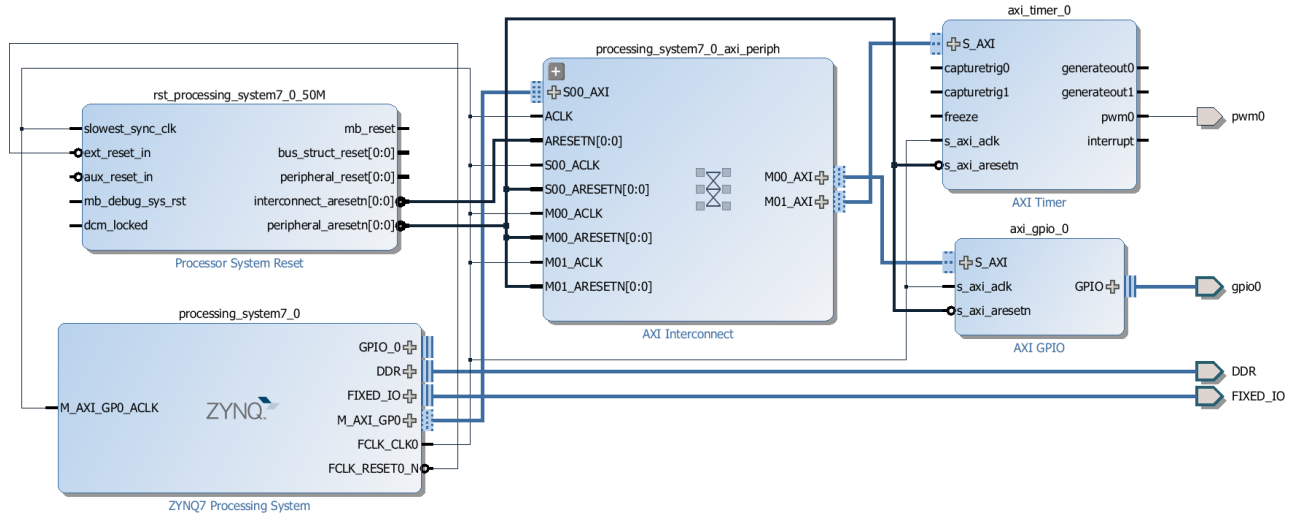 rst_processing_system7_0_50M
slowest_sync_clk
ext_reset_in
aux_reset_in
mb_debug_sys_rst
dcm_locked
mb_reset
bus_struct_reset[0:0]
peripheral_reset[0:0]
interconnect_aresetn[0:0]
peripheral_aresetn[0:0]
Processor System Reset
processing_system7_0
M_AXI_GP0_ACLK
ZYNQ
GPIO_0
DDR
FIXED_IO
M_AXI_GP0
FCLK_CLK0
FCLK_RESET0_N
ZYNQ7 Processing System
processing_system7_0_axi_periph
S00_AXI
ACLK
ARESETN[0:0]
S00_ACLK
S00_ARESETN[0:0]
M00_ACLK
M00_ARESETN[0:0]
M01_ACLK
M01_ARESETN[0:0]
M00_AXI
M01_AXI
AXI Interconnect
axi_timer_0
S_AXI
capturetrig0
capturetrig1
freeze
s_axi_aclk
s_axi_aresetn
generateout0
generateout1
pwm0
interrupt
AXI Timer
axi_gpio_0
S_AXI
s_axi_aclk
s_axi_aresetn
GPIO
AXI GPIO
pwm0
gpio0
DDR
FIXED_IO